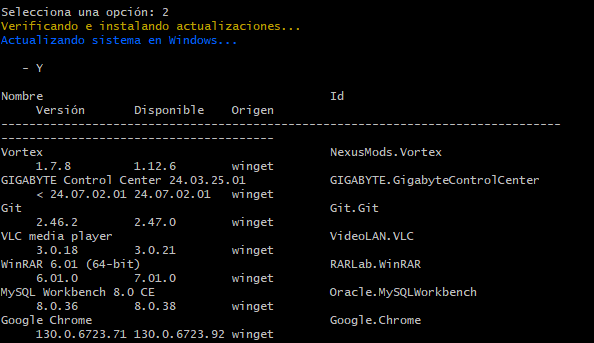 Selecciona una opción: 2
Verificando e instalando actualizaciones...
Actualizando sistema en Windows...
- Y
Nombre Id
Versión Disponible Origen
--------------------------------------------------------------------------------
---------------------------------------
Vortex NexusMods.Vortex
1.7.8 1.12.6 winget
GIGABYTE Control Center 24.03.25.01 GIGABYTE.GigabyteControlCenter
< 24.07.02.01 24.07.02.01 winget
Git Git.Git
2.46.2 2.47.0 winget
VLC media player VideoLAN.VLC
3.0.18 3.0.21 winget
WinRAR 6.01 (64-bit) RARLab.WinRAR
6.01.0 7.01.0 winget
MySQL Workbench 8.0 CE Oracle.MySQLWorkbench
8.0.36 8.0.38 winget
Google Chrome Google.Chrome
130.0.6723.71 130.0.6723.92 winget